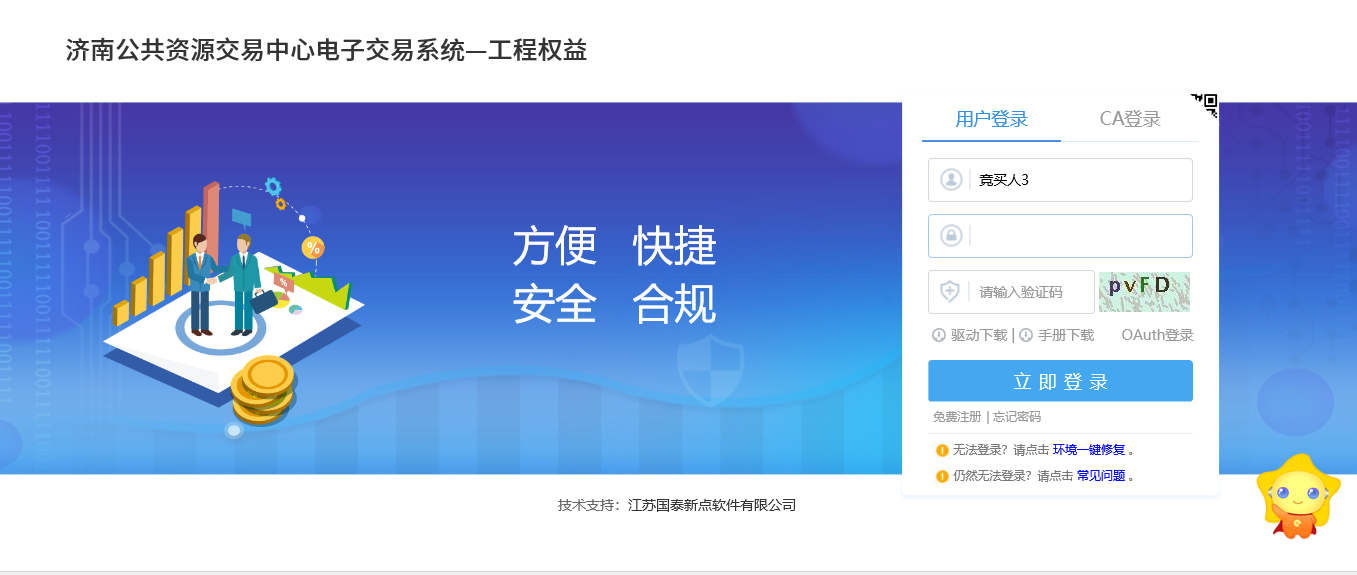 济南公共资源交易中心电子交易系统—工程权益
用户登录 CA登录
竟买人3
方便 快捷
安全 合规
%
%
请输入验证码 pvFD
驱动下载 | 手册下载 OAuth登录
立即登录
免费注册 | 忘记密码
无法登录？请点击 环境一键修复 。
仍然无法登录？请点击 常见问题 。
技术支持：江苏国泰新点软件有限公司